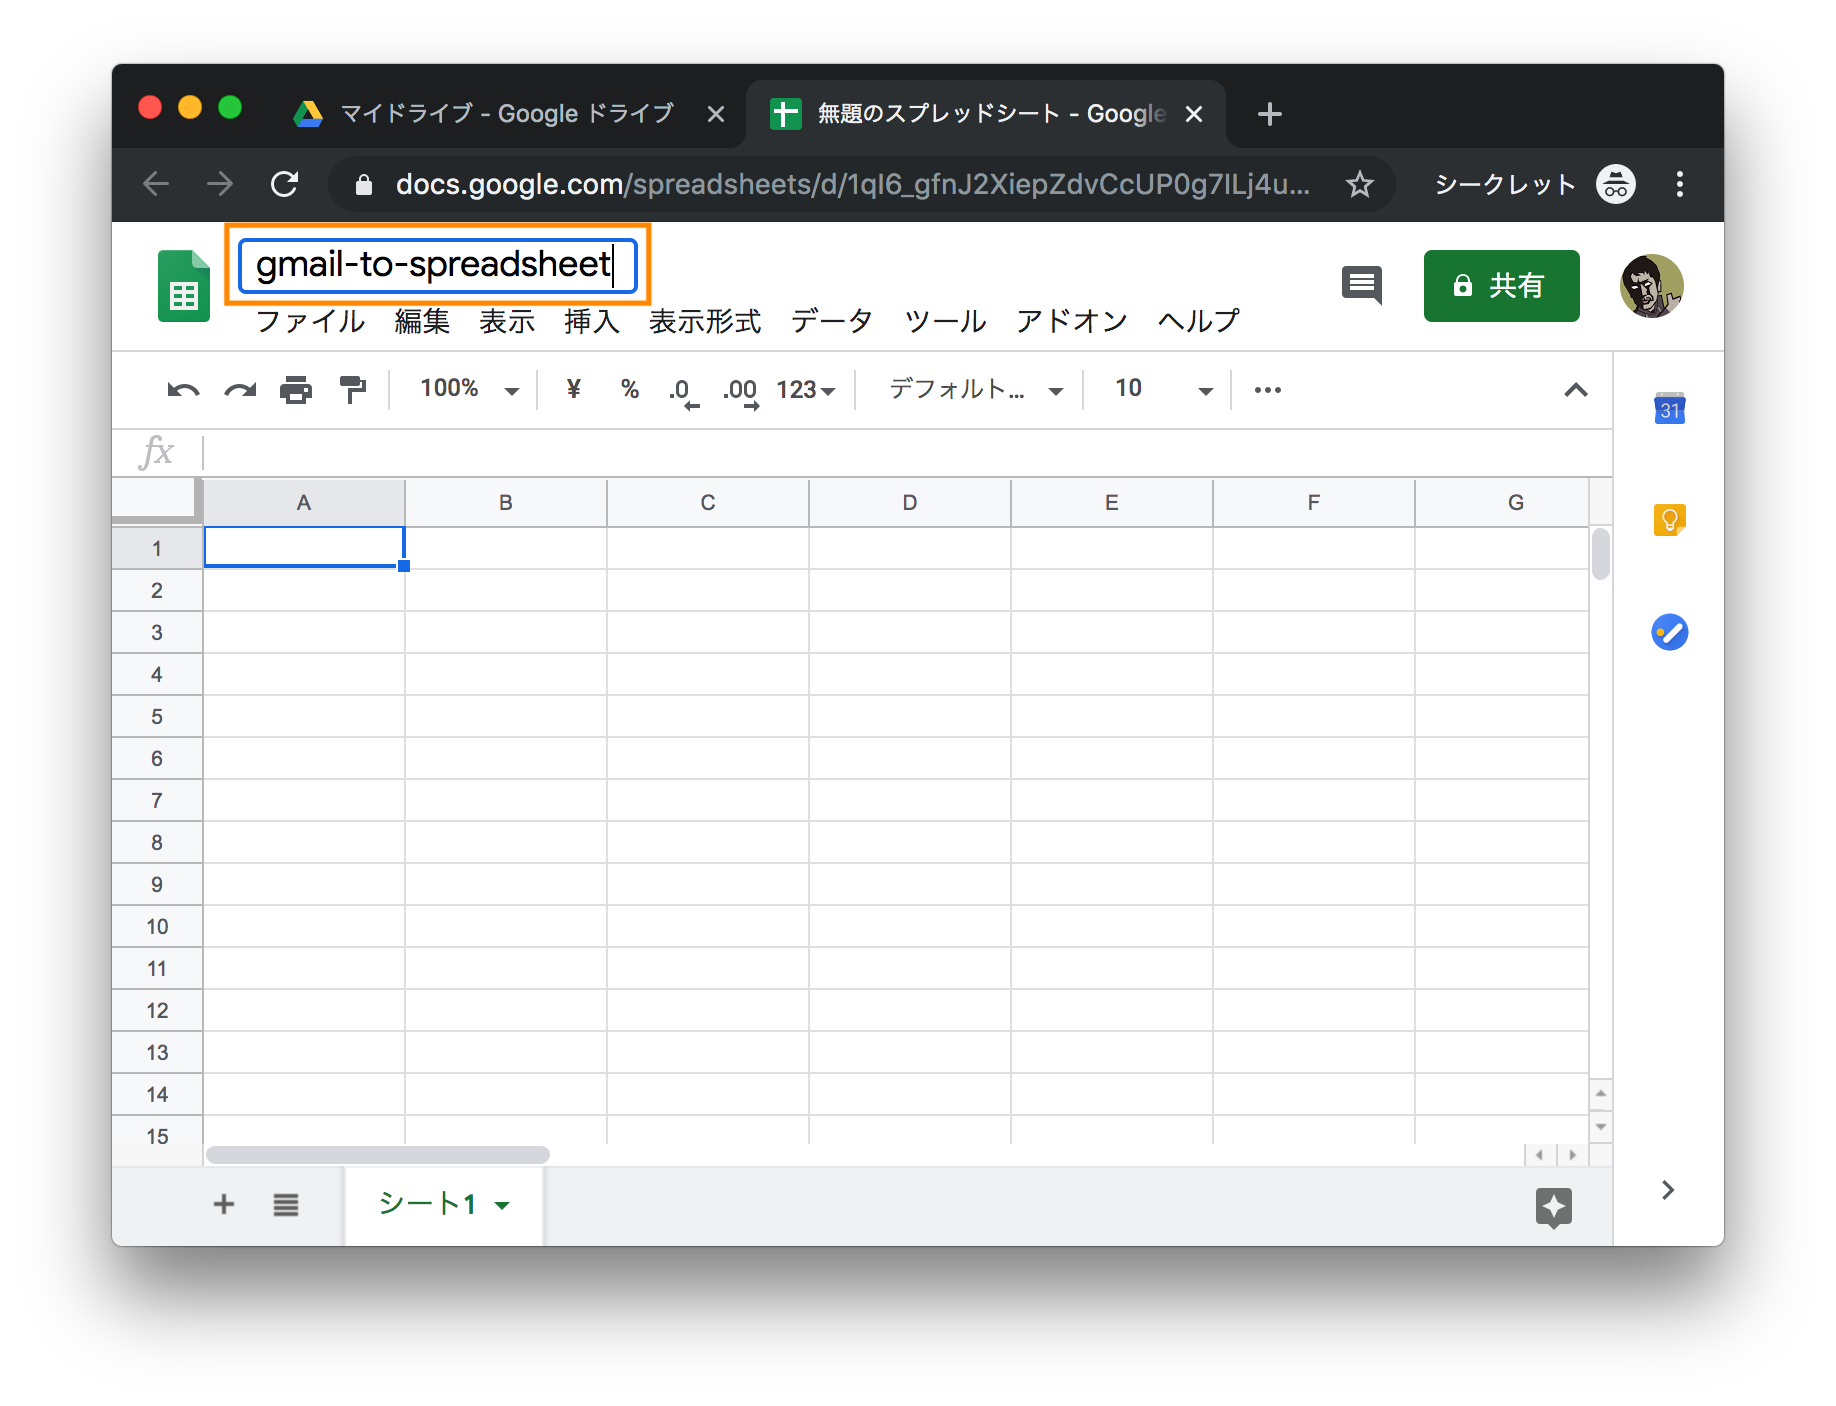 マイドライブ - Google ドライブ
無題のスプレッドシート - Google
docs.google.com/spreadsheets/d/1qI6_gfnJ2XiepZdvCcUP0g7ILj4u...
シークレット
gmail-to-spreadsheet
共有
ファイル 編集 表示 挿入 表示形式 データ ツール アドオン ヘルプ
100% ¥ % .0 .00 123 デフォルト... 10
31
fx
A B C D E F G
1
2
3
4
5
6
7
8
9
10
11
12
13
14
15
シート1